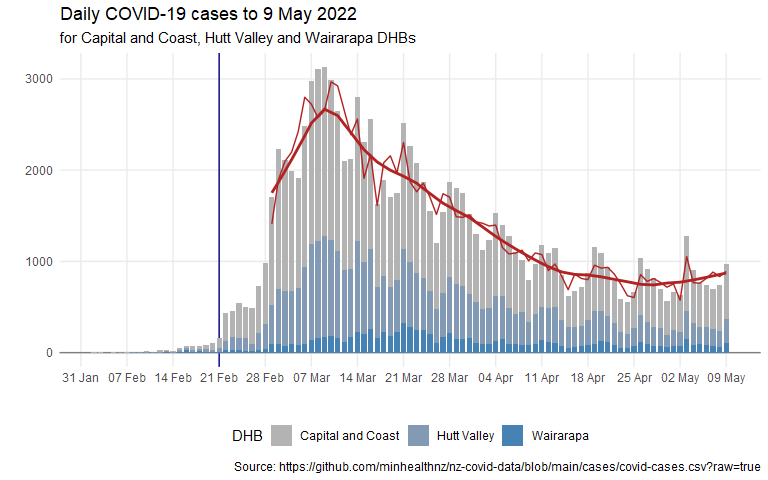 Daily COVID-19 cases to 9 May 2022
for Capital and Coast, Hutt Valley and Wairarapa DHBs
3000
2000
1000
0
31 Jan 07 Feb 14 Feb 21 Feb 28 Feb 07 Mar 14 Mar 21 Mar 28 Mar 04 Apr 11 Apr 18 Apr 25 Apr 02 May 09 May
DHB Capital and Coast Hutt Valley Wairarapa
Source: https://github.com/minhealthnz/nz-covid-data/blob/main/cases/covid-cases.csv?raw=true